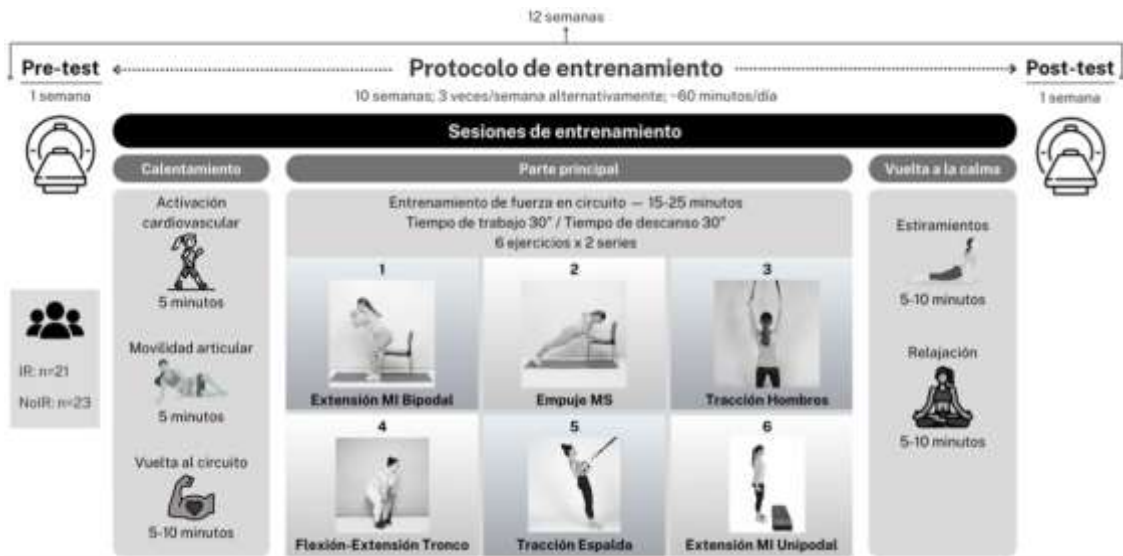 12 semanas
Pre-test
Protocolo de entrenamiento
Post-test
1 semana
10 semanas; 3 veces/semana alternativamente; ~60 minutos/día
1 semana
Sesiones de entrenamiento
Calentamiento
Parte principal
Vuelta a la calma
Activación
cardiovascular
5 minutos
Movilidad articular
5 minutos
Vuelta al circuito
5-10 minutos
IR: n=21
NoIR: n=23
Entrenamiento de fuerza en circuito — 15-25 minutos
Tiempo de trabajo 30" / Tiempo de descanso 30"
6 ejercicios x 2 series
1
2
3
Extensión MI Bipodal
Empuje MS
Tracción Hombros
4
5
6
Flexión-Extensión Tronco
Tracción Espalda
Extensión MI Unipodal
Estiramientos
5-10 minutos
Relajación
5-10 minutos